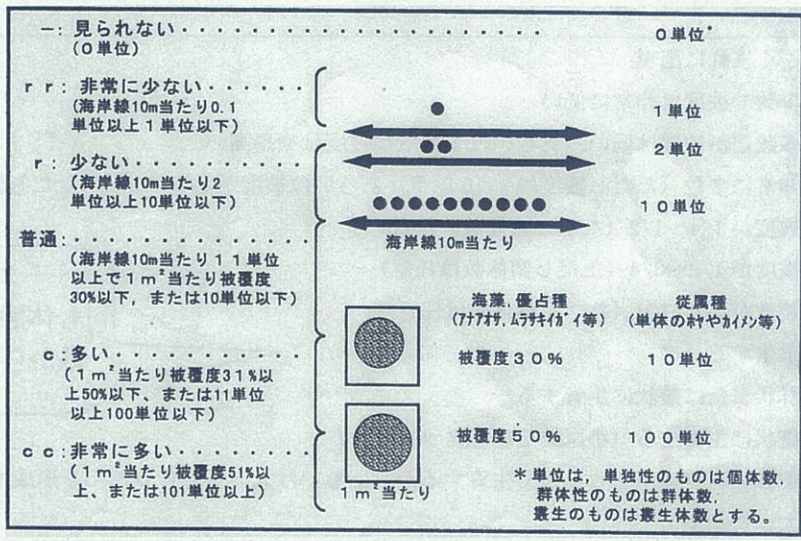 －: 見られない・・・・・・・・・・・・・・・・・・・・ 0単位*
(0単位)
rr: 非常に少ない・・・・・・
(海岸線10m当たり0.1
単位以上1単位以下)
1単位
r: 少ない・・・・・・・・・
(海岸線10m当たり2
単位以上10単位以下)
2単位
10単位
海岸線10m当たり
普通:・・・・・・・・・・・・・
(海岸線10m当たり11単位
以上で1m²当たり被覆度
30%以下, または10単位以下)
海藻,優占種
(アナアオサ,ムラサキイガイ等)
従属種
(単体のホヤやカイメン等)
被覆度30% 10単位
c:多い・・・・・・・・・・・
(1m²当たり被覆度31%以
上50%以下、または11単位
以上100単位以下)
被覆度50% 100単位
cc:非常に多い・・・・・・・・
(1m²当たり被覆度51%以
上、または101単位以上)
1m²当たり
*単位は, 単独性のものは個体数,
群体性のものは群体数,
叢生のものは叢生体数とする。